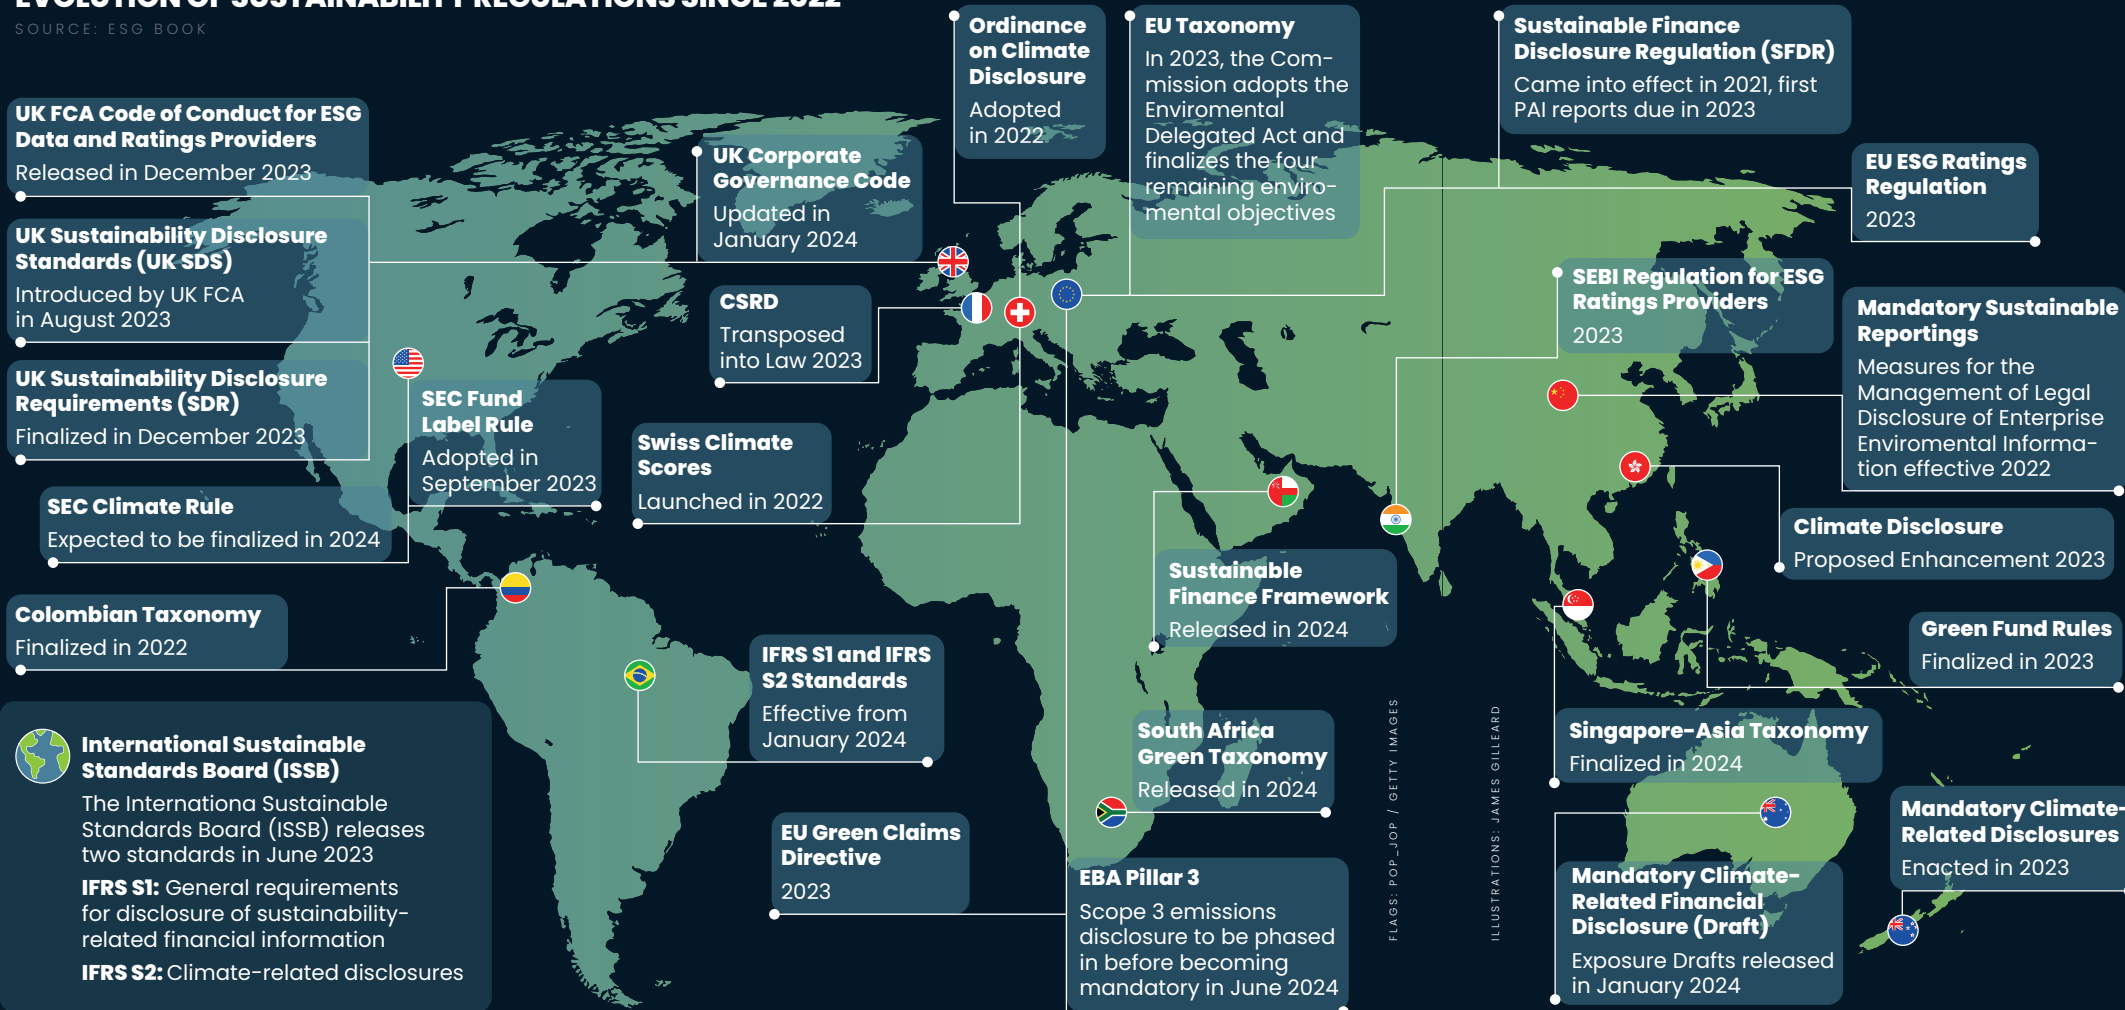 EVOLUTION OF SUSTAINABILITY REGULATIONS SINCE 2022
SOURCE: ESG BOOK
UK FCA Code of Conduct for ESG
Data and Ratings Providers
Released in December 2023
UK Sustainability Disclosure
Standards (UK SDS)
Introduced by UK FCA
in August 2023
UK Sustainability Disclosure
Requirements (SDR)
Finalized in December 2023
SEC Climate Rule
Expected to be finalized in 2024
SEC Fund
Label Rule
Adopted in
September 2023
Colombian Taxonomy
Finalized in 2022
International Sustainable
Standards Board (ISSB)
The Internationa Sustainable
Standards Board (ISSB) releases
two standards in June 2023
IFRS S1: General requirements
for disclosure of sustainability-
related financial information
IFRS S2: Climate-related disclosures
UK Corporate
Governance Code
Updated in
January 2024
CSRD
Transposed
into Law 2023
Swiss Climate
Scores
Launched in 2022
IFRS S1 and IFRS
S2 Standards
Effective from
January 2024
EU Green Claims
Directive
2023
Ordinance
on Climate
Disclosure
Adopted
in 2022
EU Taxonomy
In 2023, the Com-
mission adopts the
Enviromental
Delegated Act and
finalizes the four
remaining enviro-
mental objectives
Sustainable
Finance Framework
Released in 2024
South Africa
Green Taxonomy
Released in 2024
EBA Pillar 3
Scope 3 emissions
disclosure to be phased
in before becoming
mandatory in June 2024
FLAGS: POP_JOP / GETTY IMAGES
ILLUSTRATIONS: JAMES GILLEARD
Sustainable Finance
Disclosure Regulation (SFDR)
Came into effect in 2021, first
PAI reports due in 2023
EU ESG Ratings
Regulation
2023
SEBI Regulation for ESG
Ratings Providers
2023
Mandatory Sustainable
Reportings
Measures for the
Management of Legal
Disclosure of Enterprise
Enviromental Informa-
tion effective 2022
Climate Disclosure
Proposed Enhancement 2023
Green Fund Rules
Finalized in 2023
Singapore-Asia Taxonomy
Finalized in 2024
Mandatory Climate-
Related Disclosures
Enacted in 2023
Mandatory Climate-
Related Financial
Disclosure (Draft)
Exposure Drafts released
in January 2024